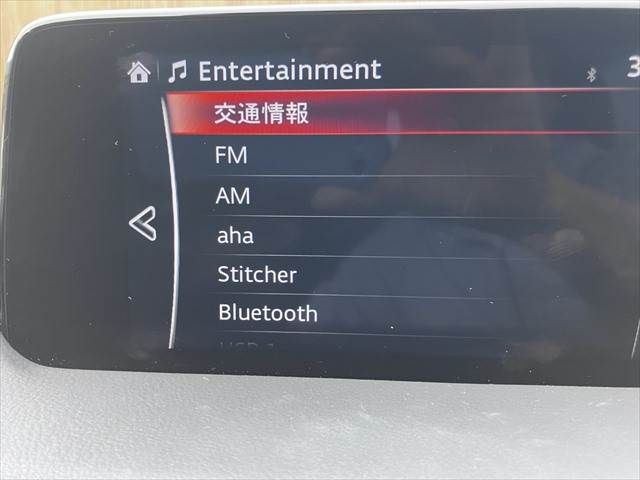 Entertainment
交通情報
FM
AM
aha
Stitcher
Bluetooth